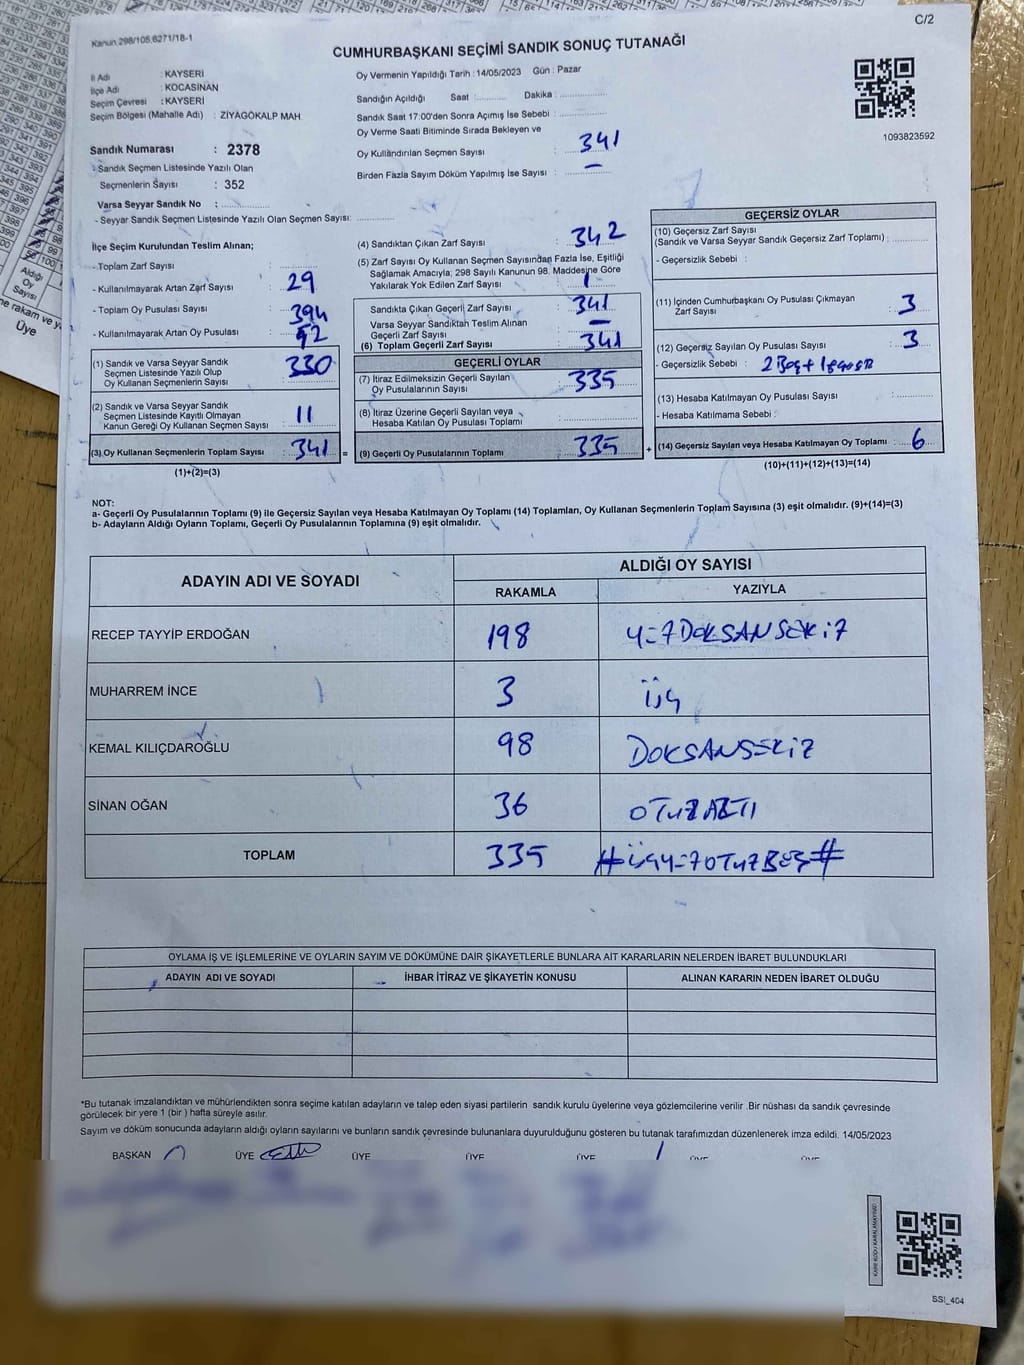 C/2
Kanun 298/105,6271/18-1
CUMHURBAŞKANI SEÇİMİ SANDIK SONUÇ TUTANAĞI
İl Adı : KAYSERİ
İlçe Adı : KOCASİNAN
Seçim Çevresi : KAYSERİ
Seçim Bölgesi (Mahalle Adı) : ZİYAGÖKALP MAH
Sandık Numarası : 2378
- Sandık Seçmen Listesinde Yazılı Olan
Seçmenlerin Sayısı : 352
Varsa Seyyar Sandık No :
- Seyyar Sandık Seçmen Listesinde Yazılı Olan Seçmen Sayısı:
Oy Vermenin Yapıldığı Tarih : 14/05/2023 Gün : Pazar
Sandığın Açıldığı Saat Dakika
Sandık Saat 17:00'den Sonra Açımış İse Sebebi :
Oy Verme Saati Bitiminde Sırada Bekleyen ve
Oy Kullandırılan Seçmen Sayısı : 341
Birden Fazla Sayım Döküm Yapılmış İse Sayısı : —
1093823592
İlçe Seçim Kurulundan Teslim Alınan;
- Toplam Zarf Sayısı :
- Kullanılmayarak Artan Zarf Sayısı : 29
- Toplam Oy Pusulası Sayısı : 394
- Kullanılmayarak Artan Oy Pusulası :
(1) Sandık ve Varsa Seyyar Sandık
Seçmen Listesinde Yazılı Olup
Oy Kullanan Seçmenlerin Sayısı : 330
(2) Sandık ve Varsa Seyyar Sandık
Seçmen Listesinde Kayıtlı Olmayan
Kanun Gereği Oy Kullanan Seçmen Sayısı : 11
(3) Oy Kullanan Seçmenlerin Toplam Sayısı : 341 =
(1)+(2)=(3)
(4) Sandıktan Çıkan Zarf Sayısı : 342
(5) Zarf Sayısı Oy Kullanan Seçmen Sayısından Fazla İse, Eşitliği
Sağlamak Amacıyla; 298 Sayılı Kanunun 98. Maddesine Göre
Yakılarak Yok Edilen Zarf Sayısı : 1
Sandıkta Çıkan Geçerli Zarf Sayısı : 341
Varsa Seyyar Sandıktan Teslim Alınan
Geçerli Zarf Sayısı : —
(6) Toplam Geçerli Zarf Sayısı : 341
GEÇERLİ OYLAR
(7) İtiraz Edilmeksizin Geçerli Sayılan
Oy Pusulalarının Sayısı : 335
(8) İtiraz Üzerine Geçerli Sayılan veya
Hesaba Katılan Oy Pusulası Toplamı :
(9) Geçerli Oy Pusulalarının Toplamı : 335 +
GEÇERSİZ OYLAR
(10) Geçersiz Zarf Sayısı
(Sandık ve Varsa Seyyar Sandık Geçersiz Zarf Toplamı) :
- Geçersizlik Sebebi :
(11) İçinden Cumhurbaşkanı Oy Pusulası Çıkmayan
Zarf Sayısı : 3
(12) Geçersiz Sayılan Oy Pusulası Sayısı : 3
- Geçersizlik Sebebi : 2 Boş + 1
(13) Hesaba Katılmayan Oy Pusulası Sayısı :
- Hesaba Katılmama Sebebi :
(14) Geçersiz Sayılan veya Hesaba Katılmayan Oy Toplamı : 6
(10)+(11)+(12)+(13)=(14)
NOT:
a- Geçerli Oy Pusulalarının Toplamı (9) ile Geçersiz Sayılan veya Hesaba Katılmayan Oy Toplamı (14) Toplamları, Oy Kullanan Seçmenlerin Toplam Sayısına (3) eşit olmalıdır. (9)+(14)=(3)
b- Adayların Aldığı Oyların Toplamı, Geçerli Oy Pusulalarının Toplamına (9) eşit olmalıdır.
ADAYIN ADI VE SOYADI ALDIĞI OY SAYISI
RAKAMLA YAZIYLA
RECEP TAYYİP ERDOĞAN 198 YÜZDOKSANSEKİZ
MUHARREM İNCE 3 ÜÇ
KEMAL KILIÇDAROĞLU 98 DOKSANSEKİZ
SİNAN OĞAN 36 OTUZALTI
TOPLAM 335 #ÜÇYÜZOTUZBEŞ#
OYLAMA İŞ VE İŞLEMLERİNE VE OYLARIN SAYIM VE DÖKÜMÜNE DAİR ŞİKAYETLERLE BUNLARA AİT KARARLARIN NELERDEN İBARET BULUNDUKLARI
ADAYIN ADI VE SOYADI İHBAR İTİRAZ VE ŞİKAYETİN KONUSU ALINAN KARARIN NEDEN İBARET OLDUĞU
*Bu tutanak imzalandıktan ve mühürlendikten sonra seçime katılan adayların ve talep eden siyasi partilerin sandık kurulu üyelerine veya gözlemcilerine verilir .Bir nüshası da sandık çevresinde
görülecek bir yere 1 (bir ) hafta süreyle asılır.
Sayım ve döküm sonucunda adayların aldığı oyların sayılarını ve bunların sandık çevresinde bulunanlara duyurulduğunu gösteren bu tutanak tarafımızdan düzenlenerek imza edildi. 14/05/2023
BAŞKAN ÜYE ÜYE ÜYE ÜYE ÜYE ÜYE
KARE KODU KARALAMAYINIZ
SSI_404
Aldığı
Oy
Sayısı
Üye